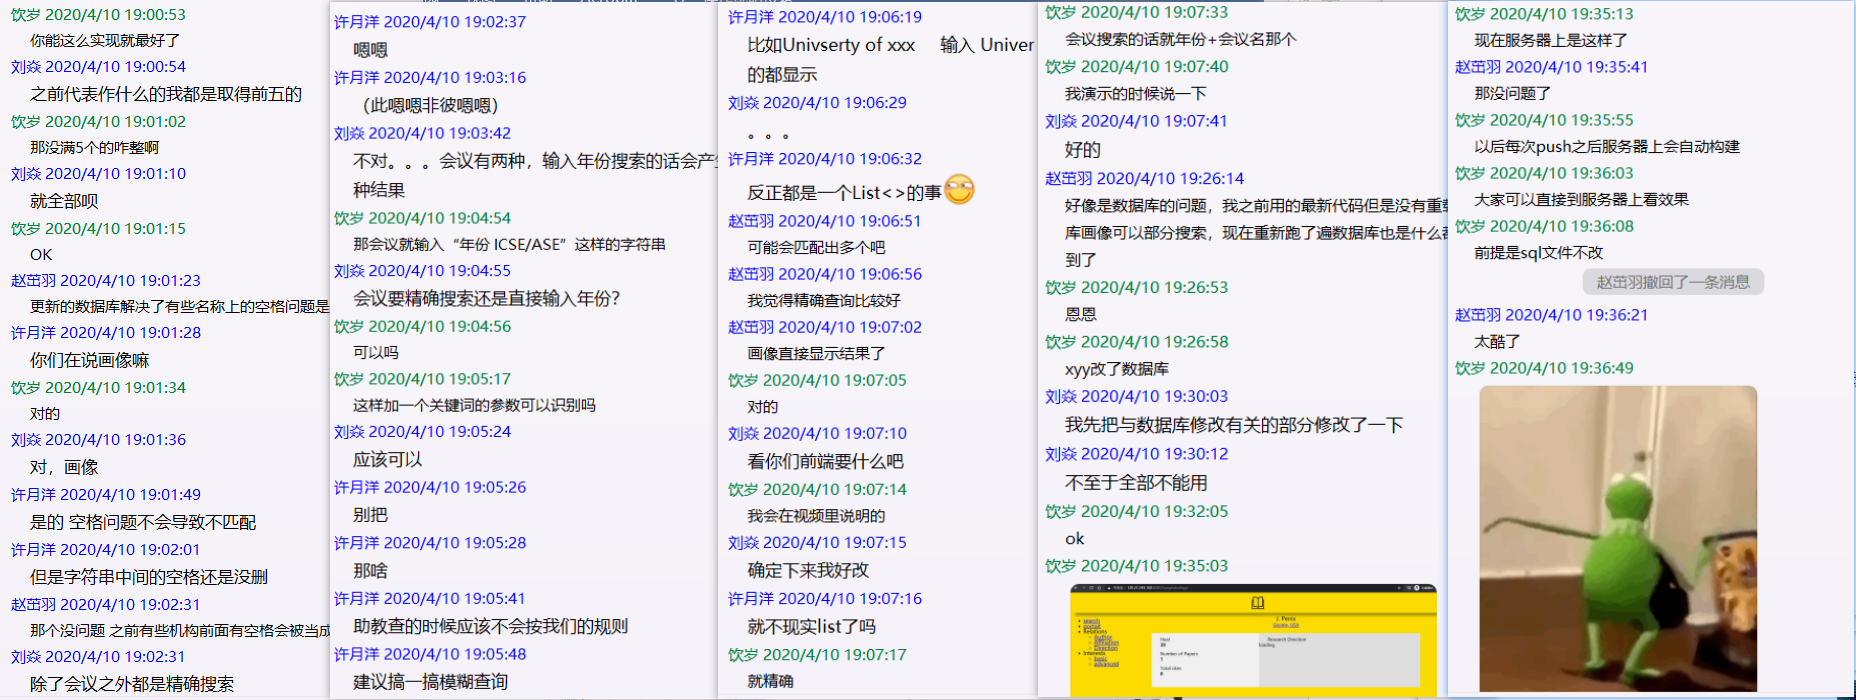 饮岁 2020/4/10 19:00:53
你能这么实现就最好了
刘焱 2020/4/10 19:00:54
之前代表作什么的我都是取得前五的
饮岁 2020/4/10 19:01:02
那没满5个的咋整啊
刘焱 2020/4/10 19:01:10
就全部呗
饮岁 2020/4/10 19:01:15
OK
赵茁羽 2020/4/10 19:01:23
更新的数据库解决了有些名称上的空格问题是
许月洋 2020/4/10 19:01:28
你们在说画像嘛
饮岁 2020/4/10 19:01:34
对的
刘焱 2020/4/10 19:01:36
对，画像
许月洋 2020/4/10 19:01:49
是的 空格问题不会导致不匹配
许月洋 2020/4/10 19:02:01
但是字符串中间的空格还是没删
赵茁羽 2020/4/10 19:02:31
那个没问题 之前有些机构前面有空格会被当成
刘焱 2020/4/10 19:02:31
除了会议之外都是精确搜索
许月洋 2020/4/10 19:02:37
嗯嗯
许月洋 2020/4/10 19:03:16
（此嗯嗯非彼嗯嗯）
刘焱 2020/4/10 19:03:42
不对。。。会议有两种，输入年份搜索的话会产生
种结果
饮岁 2020/4/10 19:04:54
那会议就输入“年份 ICSE/ASE”这样的字符串
刘焱 2020/4/10 19:04:55
会议要精确搜索还是直接输入年份？
饮岁 2020/4/10 19:04:56
可以吗
饮岁 2020/4/10 19:05:17
这样加一个关键词的参数可以识别吗
刘焱 2020/4/10 19:05:24
应该可以
许月洋 2020/4/10 19:05:26
别把
许月洋 2020/4/10 19:05:28
那啥
许月洋 2020/4/10 19:05:41
助教查的时候应该不会按我们的规则
许月洋 2020/4/10 19:05:48
建议搞一搞模糊查询
许月洋 2020/4/10 19:06:19
比如Univserty of xxx 输入 Univer
的都显示
刘焱 2020/4/10 19:06:29
。。。
许月洋 2020/4/10 19:06:32
反正都是一个List<>的事
赵茁羽 2020/4/10 19:06:51
可能会匹配出多个吧
赵茁羽 2020/4/10 19:06:56
我觉得精确查询比较好
赵茁羽 2020/4/10 19:07:02
画像直接显示结果了
饮岁 2020/4/10 19:07:05
对的
刘焱 2020/4/10 19:07:10
看你们前端要什么吧
饮岁 2020/4/10 19:07:14
我会在视频里说明的
刘焱 2020/4/10 19:07:15
确定下来我好改
许月洋 2020/4/10 19:07:16
就不现实list了吗
饮岁 2020/4/10 19:07:17
就精确
饮岁 2020/4/10 19:07:33
会议搜索的话就年份+会议名那个
饮岁 2020/4/10 19:07:40
我演示的时候说一下
刘焱 2020/4/10 19:07:41
好的
赵茁羽 2020/4/10 19:26:14
好像是数据库的问题，我之前用的最新代码但是没有重载
库画像可以部分搜索，现在重新跑了遍数据库也是什么都
到了
饮岁 2020/4/10 19:26:53
恩恩
饮岁 2020/4/10 19:26:58
xyy改了数据库
刘焱 2020/4/10 19:30:03
我先把与数据库修改有关的部分修改了一下
刘焱 2020/4/10 19:30:12
不至于全部不能用
饮岁 2020/4/10 19:32:05
ok
饮岁 2020/4/10 19:35:03
search
portrait
Relations
Author
Affiliation
Direction
Interests
basic
advanced
J. Penix
Google, USA
Host
Number of Papers
1
Total cites
Research Direction
loading
饮岁 2020/4/10 19:35:13
现在服务器上是这样了
赵茁羽 2020/4/10 19:35:41
那没问题了
饮岁 2020/4/10 19:35:55
以后每次push之后服务器上会自动构建
饮岁 2020/4/10 19:36:03
大家可以直接到服务器上看效果
饮岁 2020/4/10 19:36:08
前提是sql文件不改
赵茁羽撤回了一条消息
赵茁羽 2020/4/10 19:36:21
太酷了
饮岁 2020/4/10 19:36:49